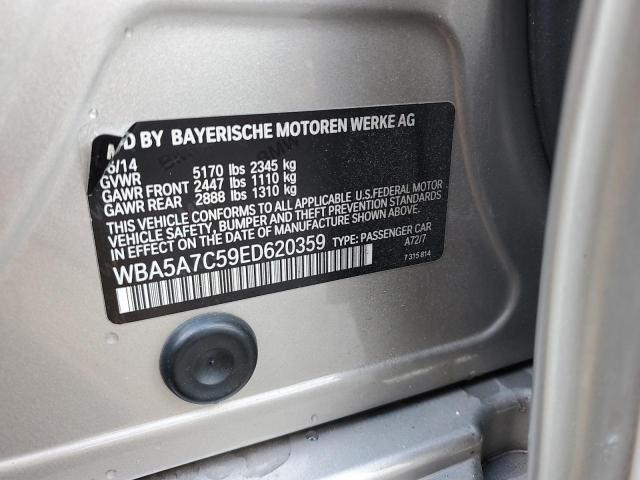 MFD BY BAYERISCHE MOTOREN WERKE AG
6/14
GVWR 5170 lbs 2345 kg
GAWR FRONT 2447 lbs 1110 kg
GAWR REAR 2888 lbs 1310 kg
THIS VEHICLE CONFORMS TO ALL APPLICABLE U.S. FEDERAL MOTOR
VEHICLE SAFETY, BUMPER AND THEFT PREVENTION STANDARDS
IN EFFECT ON THE DATE OF MANUFACTURE SHOWN ABOVE.
WBA5A7C59ED620359 TYPE: PASSENGER CAR
A72/7
7 315 814